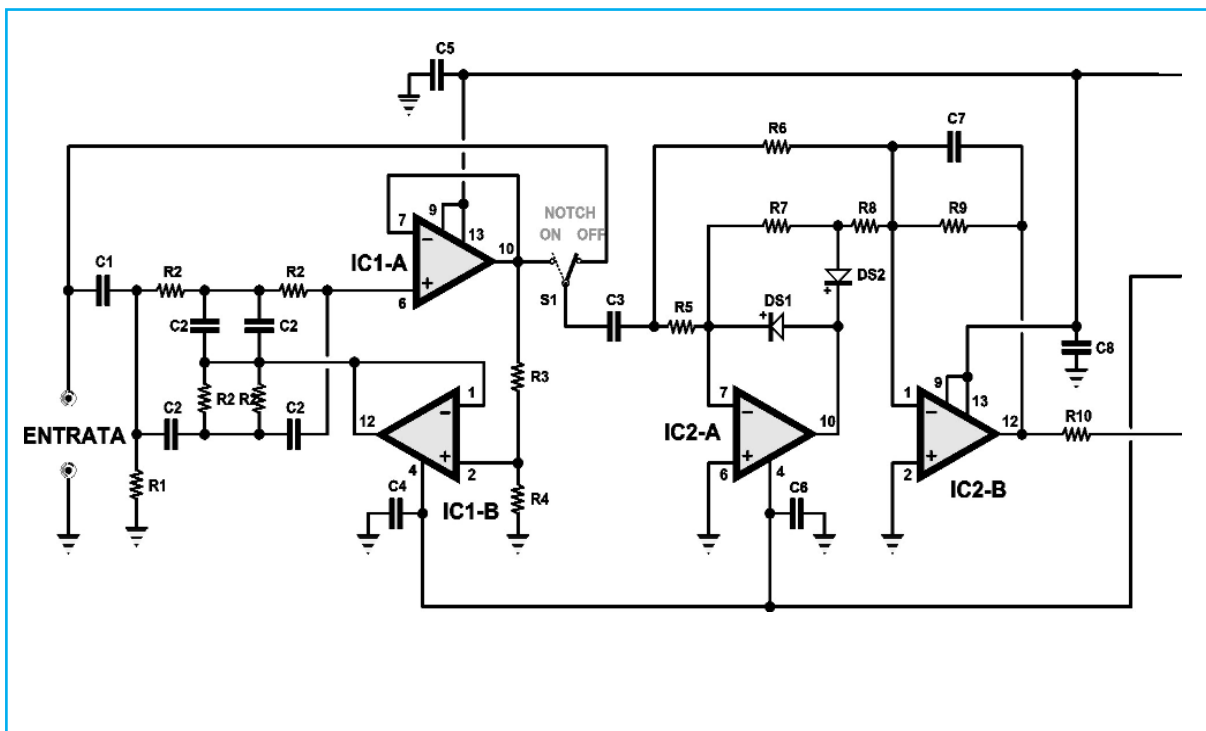 C5
C7
R6
NOTCH
ON OFF
R7
R8
R9
7
9
13
10
IC1-A
6
DS2
C1
R2
R2
S1
C3
R5
DS1
C2
C2
C8
R3
1
7
9
1
13
R2
R2
12
IC2-A
10
12
R10
ENTRATA
C2
C2
4
2
6
4
2
IC2-B
R1
C4
IC1-B
R4
C6